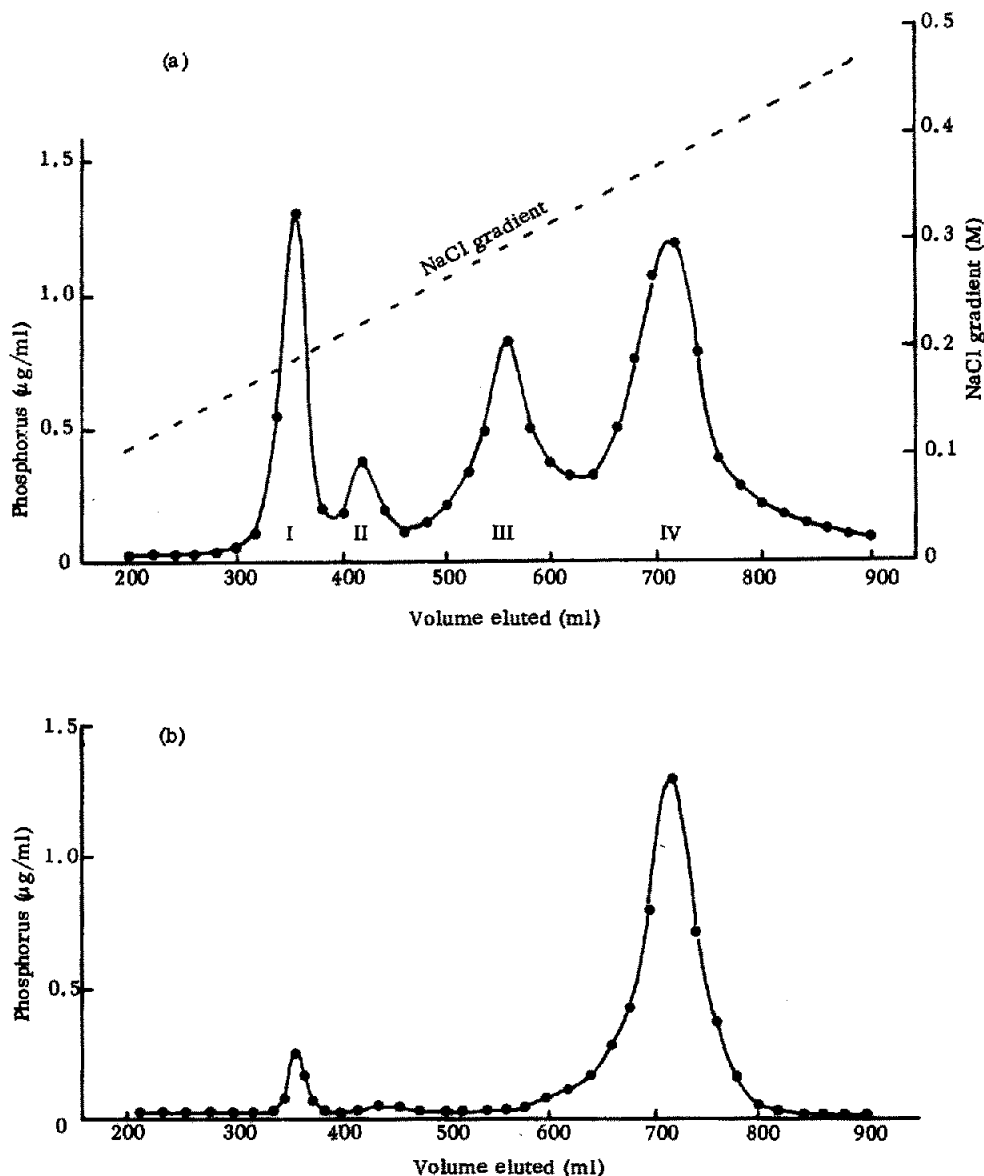 (a)
0.5
0.4
0.3
0.2
0.1
0
NaCl gradient (M)
1.5
1.0
0.5
0
Phosphorus (µg/ml)
NaCl gradient
I II III IV
200 300 400 500 600 700 800 900
Volume eluted (ml)
(b)
1.5
1.0
0.5
0
Phosphorus (µg/ml)
200 300 400 500 600 700 800 900
Volume eluted (ml)